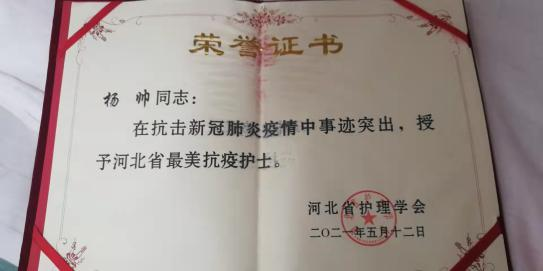 荣誉证书
杨帅同志：
在抗击新冠肺炎疫情中事迹突出，授
予河北省最美抗疫护士。
河北省护理学会
二〇二一年五月十二日